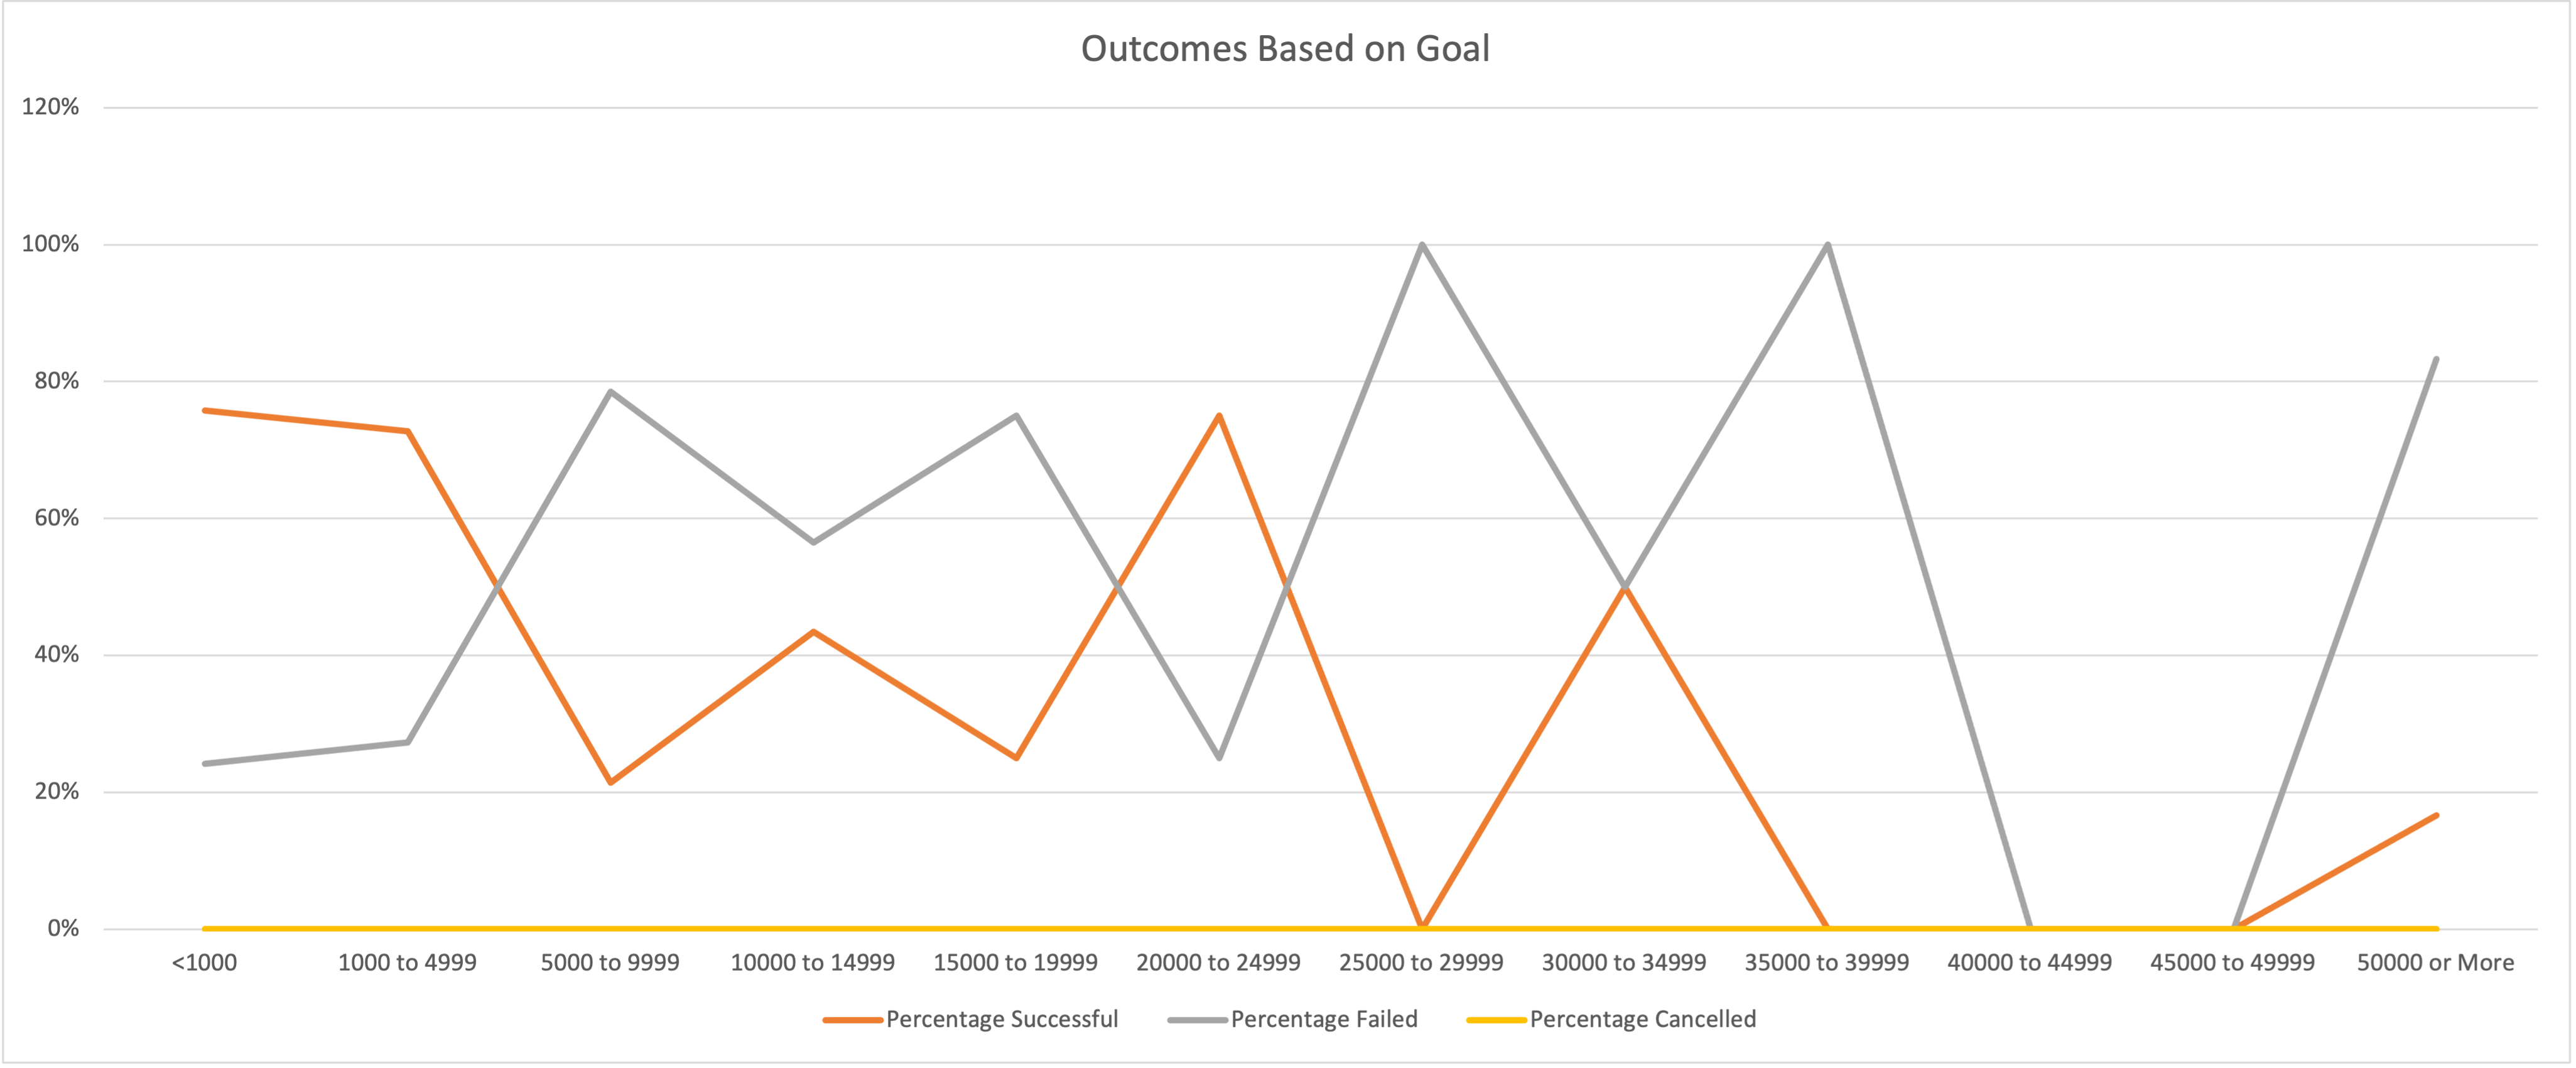 Outcomes Based on Goal
120%
100%
80%
60%
40%
20%
0%
<1000 1000 to 4999 5000 to 9999 10000 to 14999 15000 to 19999 20000 to 24999 25000 to 29999 30000 to 34999 35000 to 39999 40000 to 44999 45000 to 49999 50000 or More
Percentage Successful Percentage Failed Percentage Cancelled